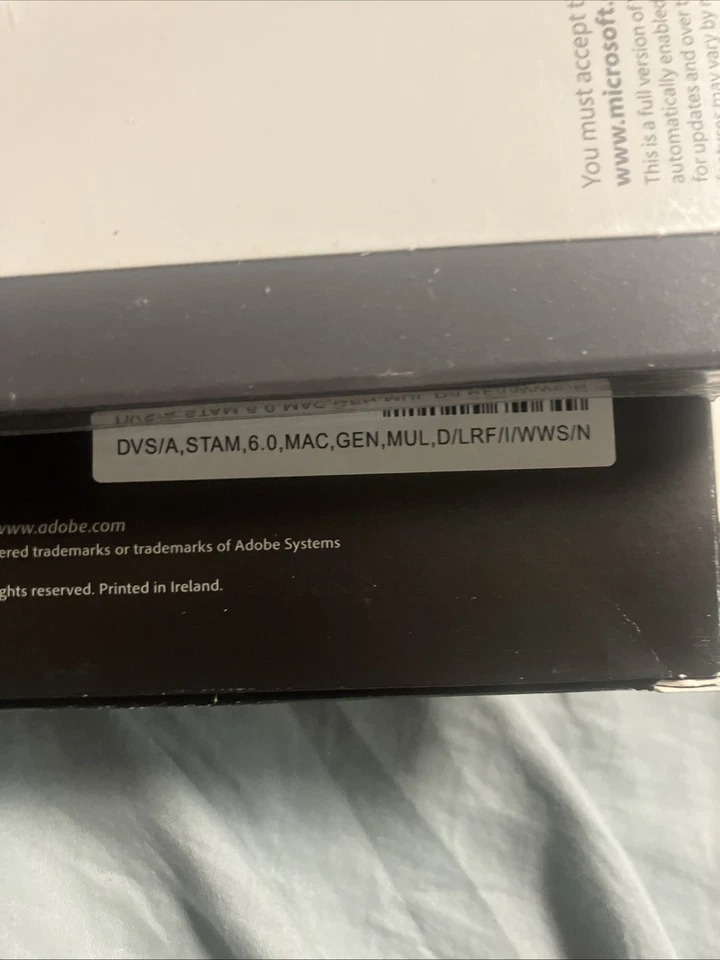 You must accept t
www.microsoft.
This is a full version of
automatically enabled
for updates and over t
DVS/A,STAM,6.0,MAC,GEN,MUL,D/LRF/I/WWS/N
www.adobe.com
ered trademarks or trademarks of Adobe Systems
ghts reserved. Printed in Ireland.